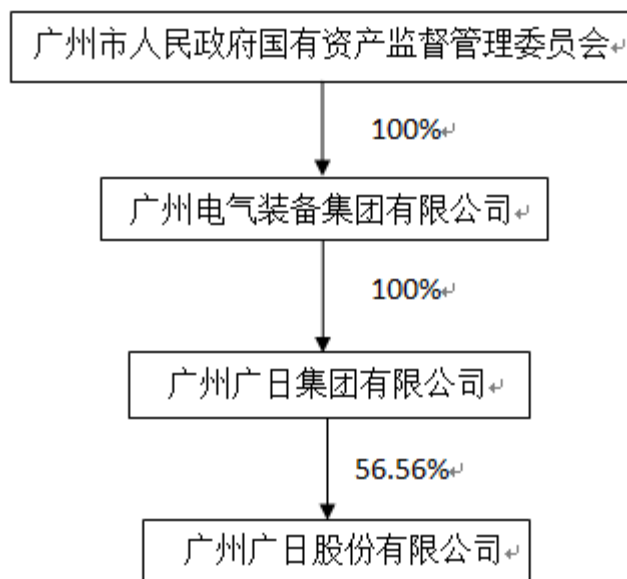 广州市人民政府国有资产监督管理委员会
100%
广州电气装备集团有限公司
100%
广州广日集团有限公司
56.56%
广州广日股份有限公司